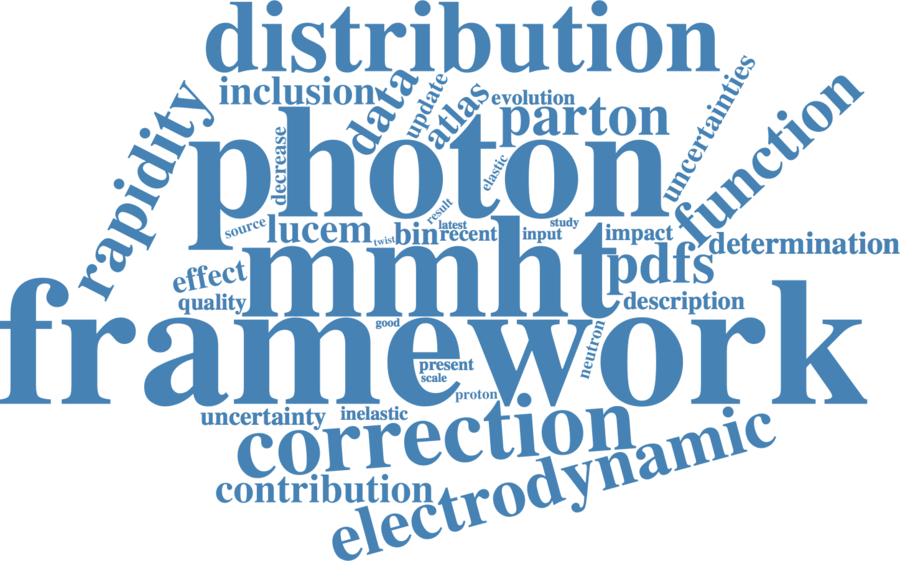 distribution
inclusion
data
update
atlas
evolution
uncertainties
function
rapidity
decrease
photon
parton
elastic
result
source
lucem
twist
bin
latest
recent
study
input
impact
determination
effect
mmht
pdfs
quality
description
good
framework
neutron
present
scale
proton
uncertainty
inelastic
correction
contribution
electrodynamic